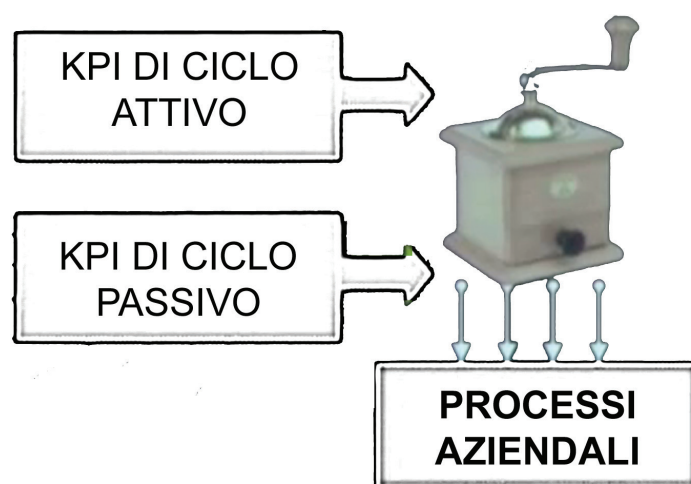 KPI DI CICLO
ATTIVO
KPI DI CICLO
PASSIVO
PROCESSI
AZIENDALI